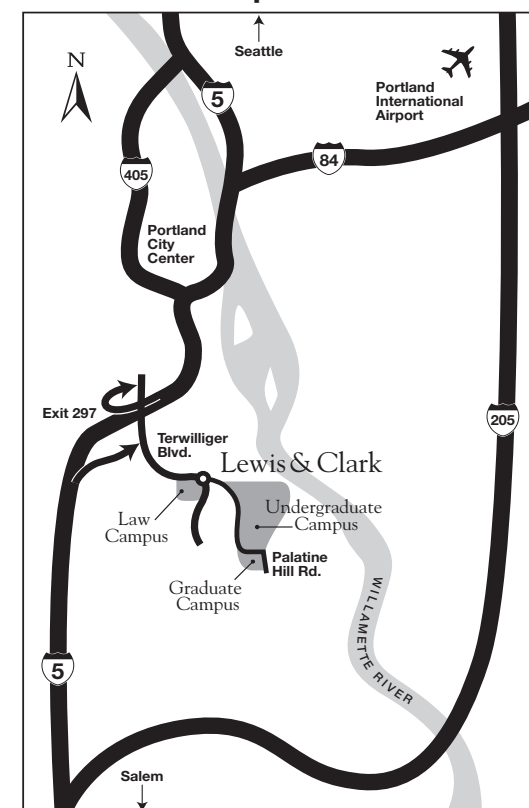 Seattle
N
5
Portland
International
Airport
84
405
Portland
City
Center
Exit 297
205
Terwilliger
Blvd.
Lewis & Clark
Law
Campus
Undergraduate
Campus
Palatine
Hill Rd.
Graduate
Campus
WILLAMETTE RIVER
5
Salem